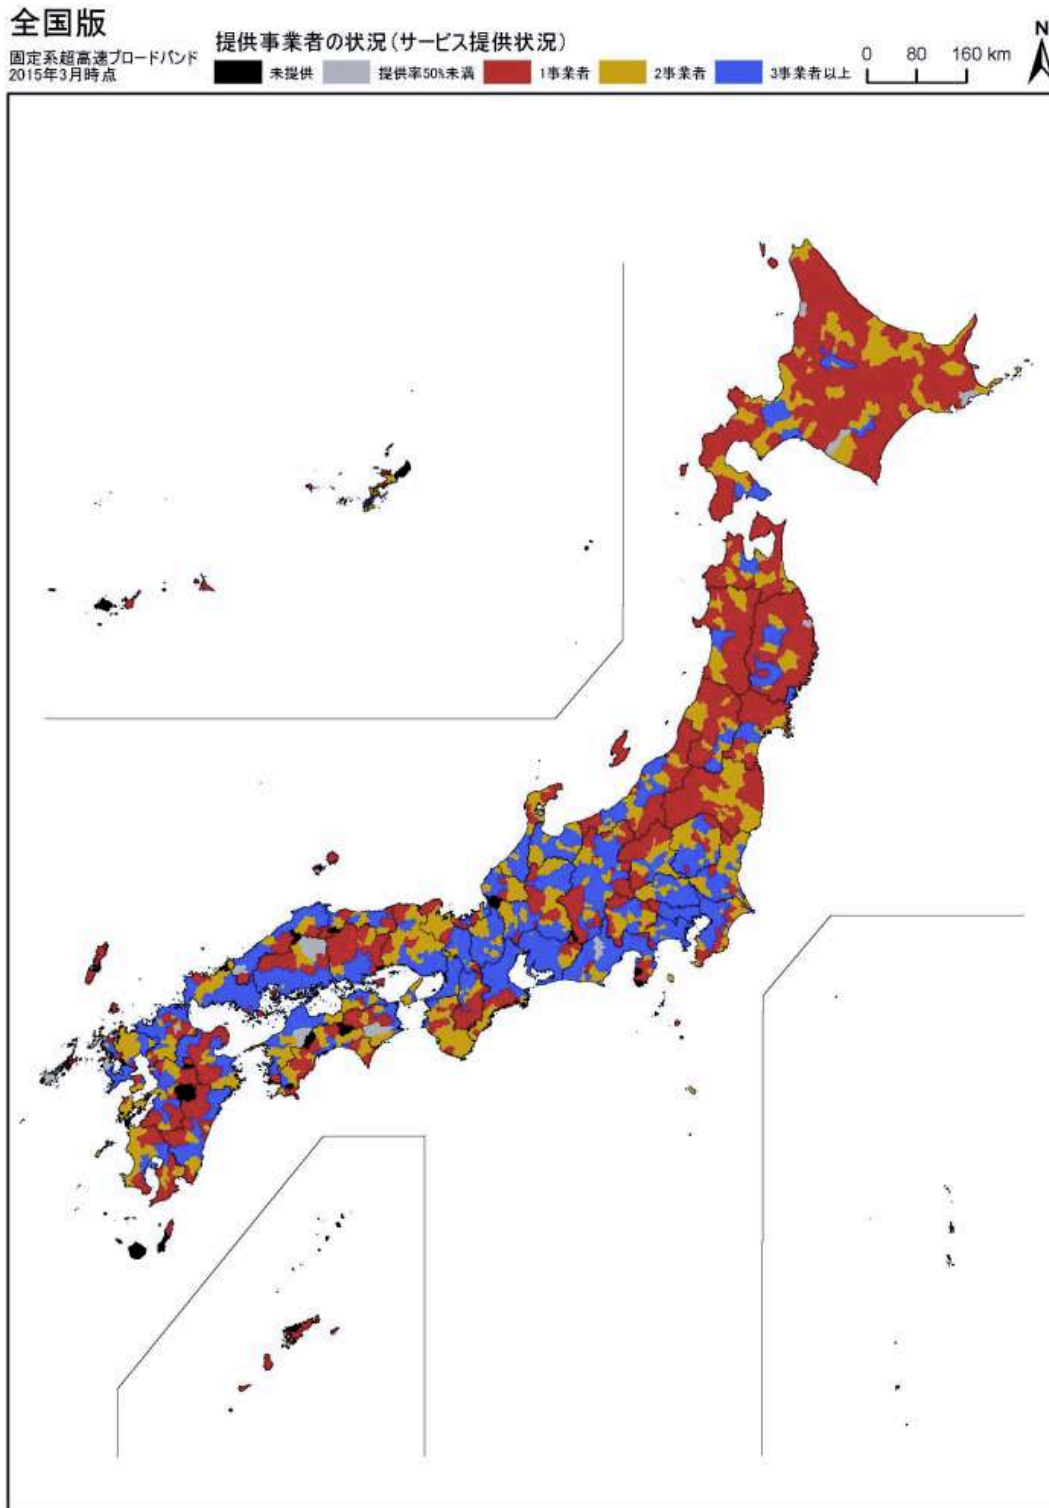 全国版
固定系超高速ブロードバンド
2015年3月時点
提供事業者の状況(サービス提供状況)
未提供 提供率50%未満 1事業者 2事業者 3事業者以上
0 80 160 km
N